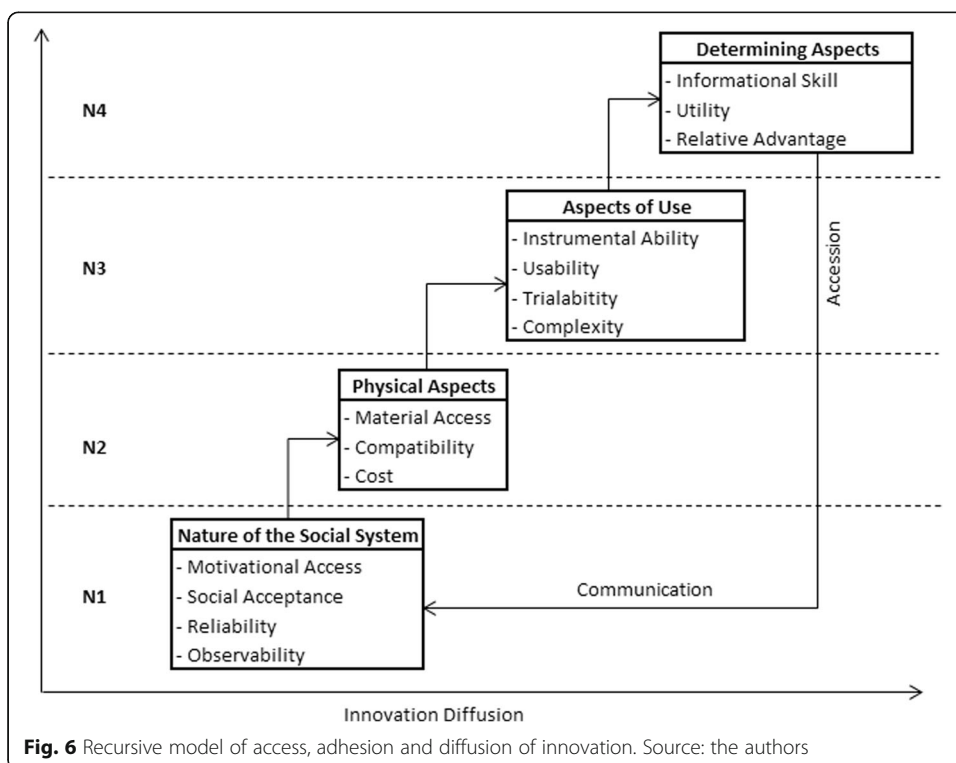 Determining Aspects
- Informational Skill
- Utility
- Relative Advantage
N4
Aspects of Use
- Instrumental Ability
- Usability
- Trialabitity
- Complexity
N3
Accession
Physical Aspects
- Material Access
- Compatibility
- Cost
N2
Nature of the Social System
- Motivational Access
- Social Acceptance
- Reliability
- Observability
N1
Communication
Innovation Diffusion
Fig. 6 Recursive model of access, adhesion and diffusion of innovation. Source: the authors